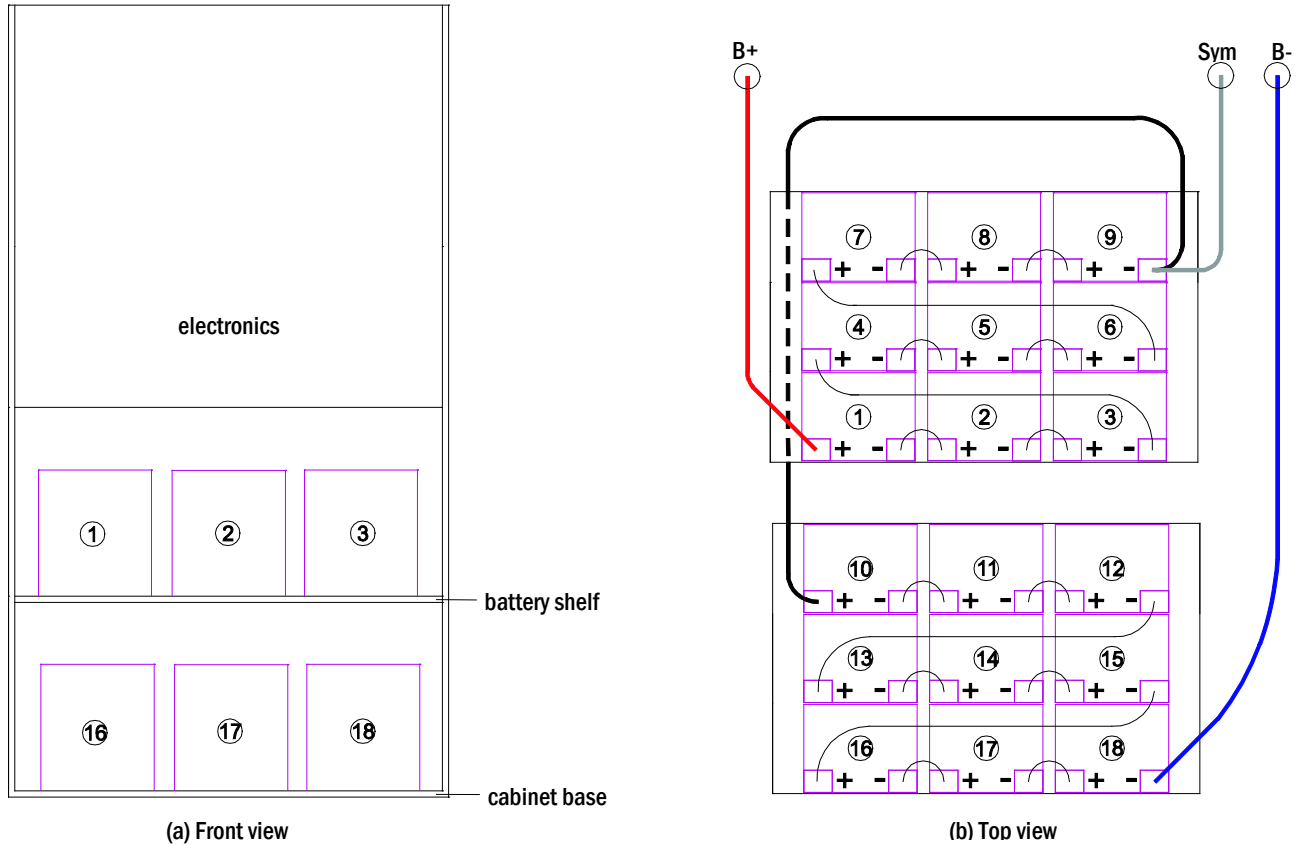 electronics
1 2 3
battery shelf
16 17 18
cabinet base
(a) Front view
B+ Sym B-
7 8 9
+ - + - + -
4 5 6
+ - + - + -
1 2 3
+ - + - + -
10 11 12
+ - + - + -
13 14 15
+ - + - + -
16 17 18
+ - + - + -
(b) Top view